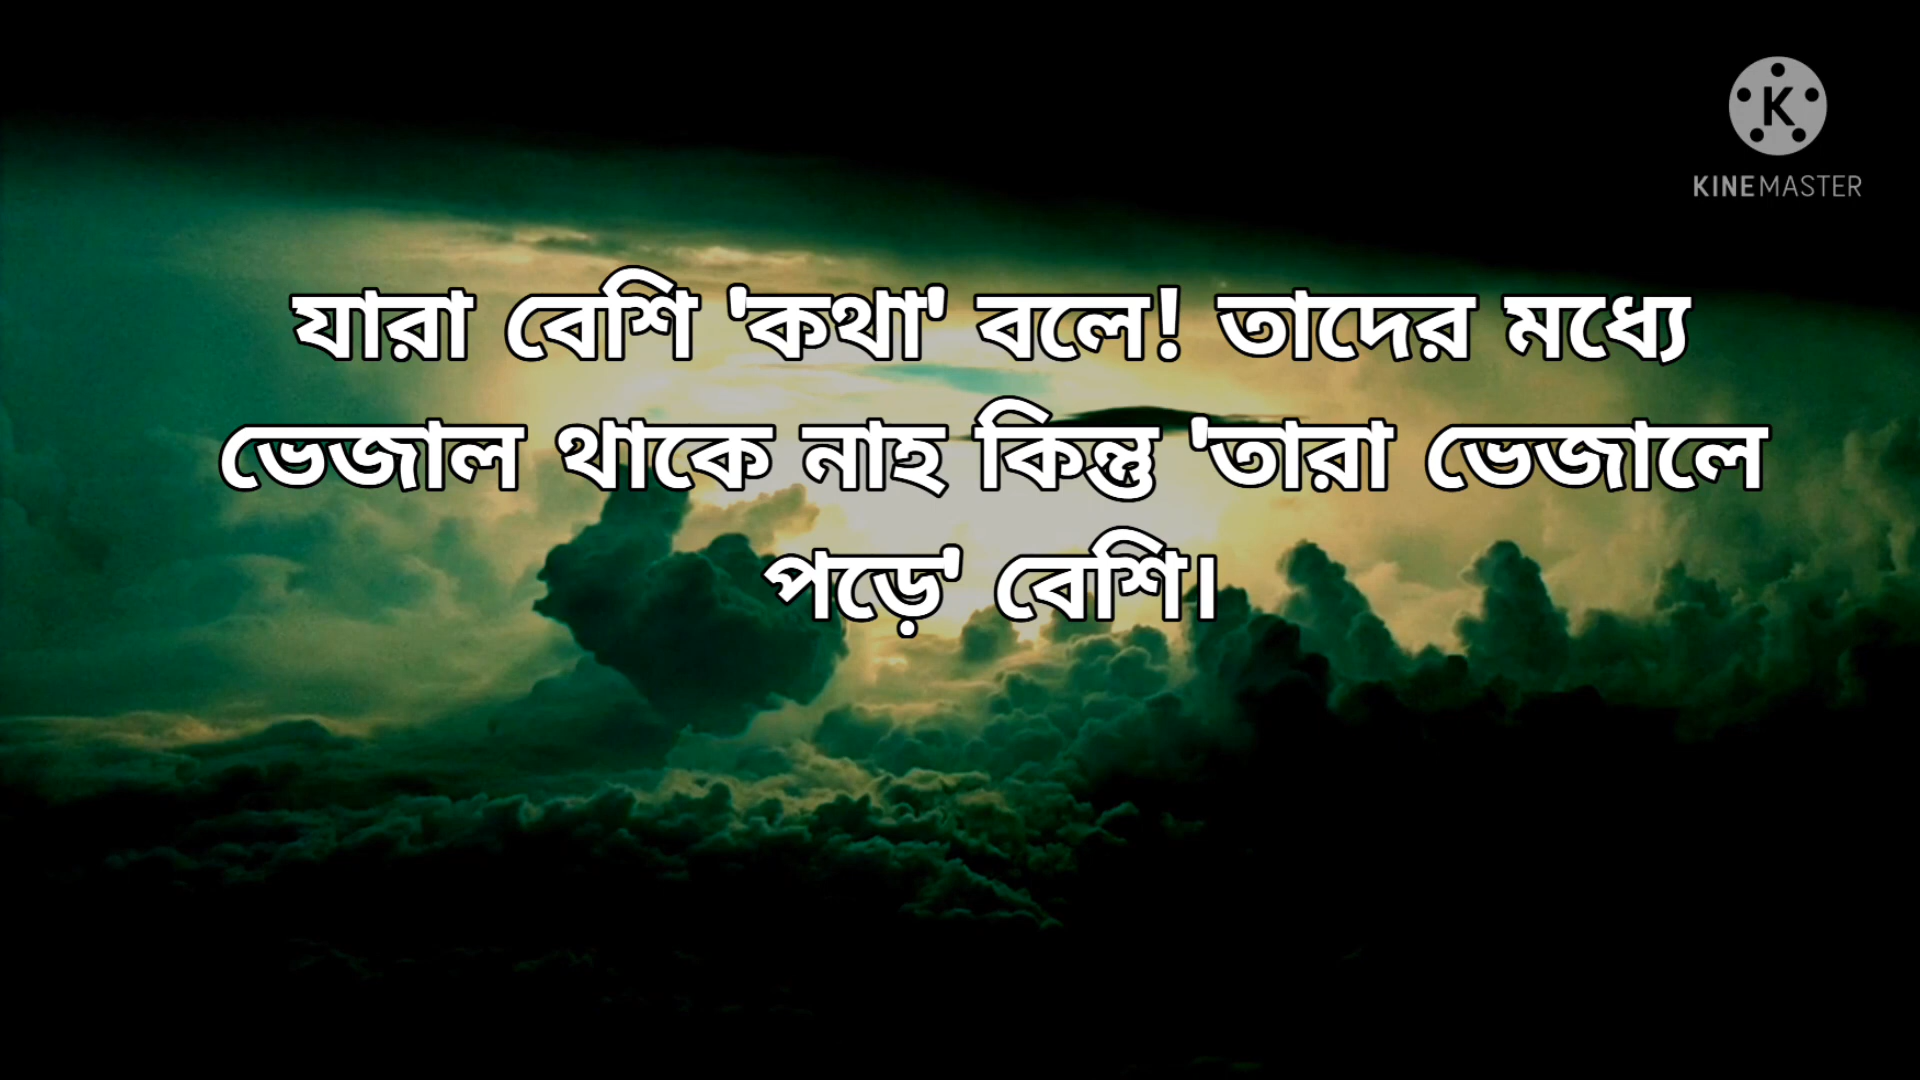 KINEMASTER
যারা বেশি 'কথা' বলে! তাদের মধ্যে
ভেজাল থাকে নাহ কিন্তু 'তারা ভেজালে
পড়ে' বেশি।